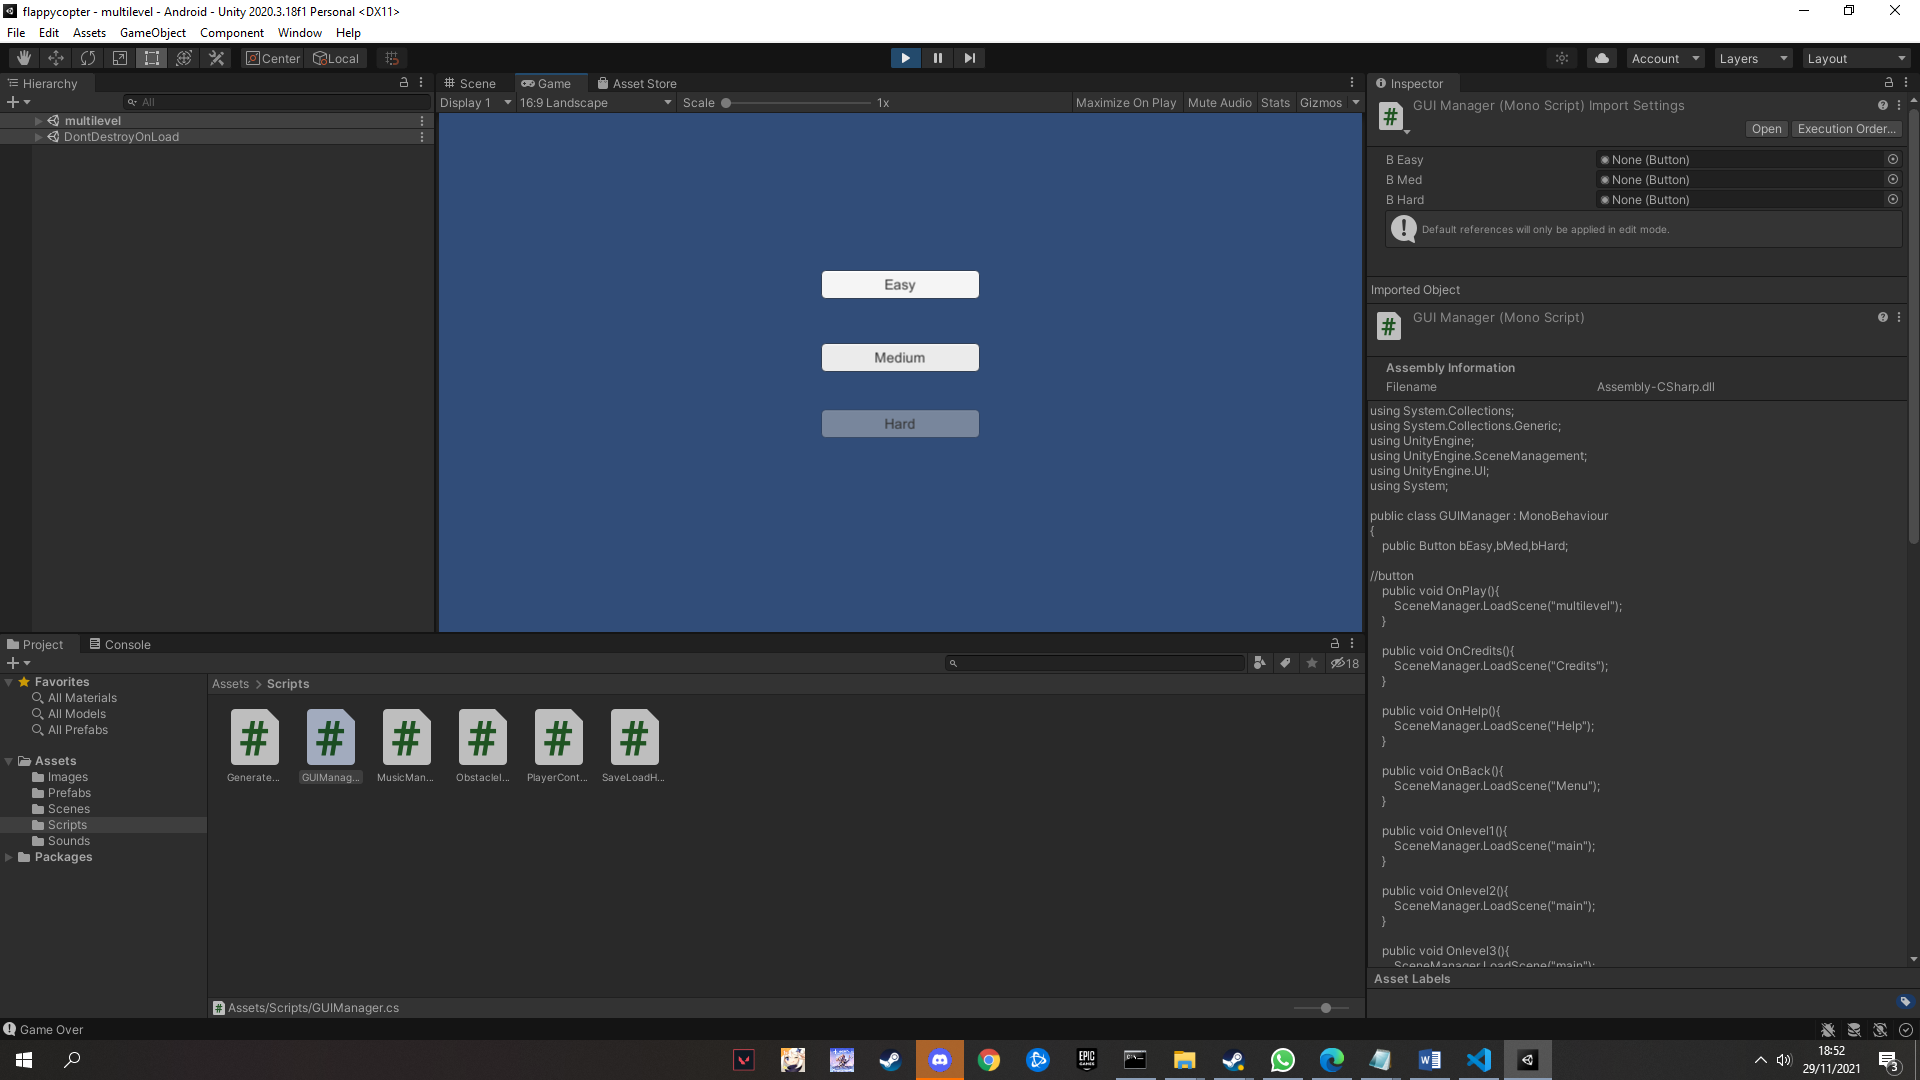 flappycopter - multilevel - Android - Unity 2020.3.18f1 Personal <DX11>
File Edit Assets GameObject Component Window Help
Center Local
Account Layers Layout
Hierarchy
All
multilevel
DontDestroyOnLoad
Scene Game Asset Store
Display 1 16:9 Landscape Scale 1x Maximize On Play Mute Audio Stats Gizmos
Easy
Medium
Hard
Inspector
GUI Manager (Mono Script) Import Settings
Open Execution Order...
B Easy None (Button)
B Med None (Button)
B Hard None (Button)
Default references will only be applied in edit mode.
Imported Object
GUI Manager (Mono Script)
Assembly Information
Filename Assembly-CSharp.dll
using System.Collections;
using System.Collections.Generic;
using UnityEngine;
using UnityEngine.SceneManagement;
using UnityEngine.UI;
using System;
public class GUIManager : MonoBehaviour
{
public Button bEasy,bMed,bHard;
//button
public void OnPlay(){
SceneManager.LoadScene("multilevel");
}
public void OnCredits(){
SceneManager.LoadScene("Credits");
}
public void OnHelp(){
SceneManager.LoadScene("Help");
}
public void OnBack(){
SceneManager.LoadScene("Menu");
}
public void Onlevel1(){
SceneManager.LoadScene("main");
}
public void Onlevel2(){
SceneManager.LoadScene("main");
}
public void Onlevel3(){
SceneManager.LoadScene("main");
Asset Labels
Project Console
18
Favorites
All Materials
All Models
All Prefabs
Assets
Images
Prefabs
Scenes
Scripts
Sounds
Packages
Assets > Scripts
Generate... GUIManag... MusicMan... ObstacleI... PlayerCont... SaveLoadH...
Assets/Scripts/GUIManager.cs
Game Over
EPIC GAMES
18:52
29/11/2021
3